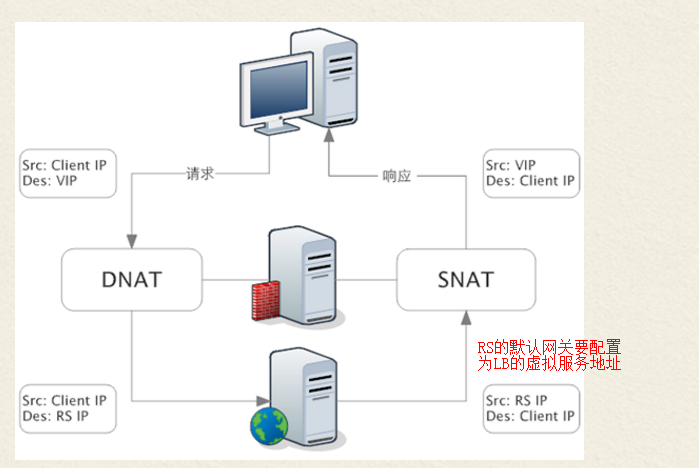 Src: Client IP
Des: VIP
请求
响应
Src: VIP
Des: Client IP
DNAT
SNAT
RS的默认网关要配置
为LB的虚拟服务地址
Src: Client IP
Des: RS IP
Src: RS IP
Des: Client IP